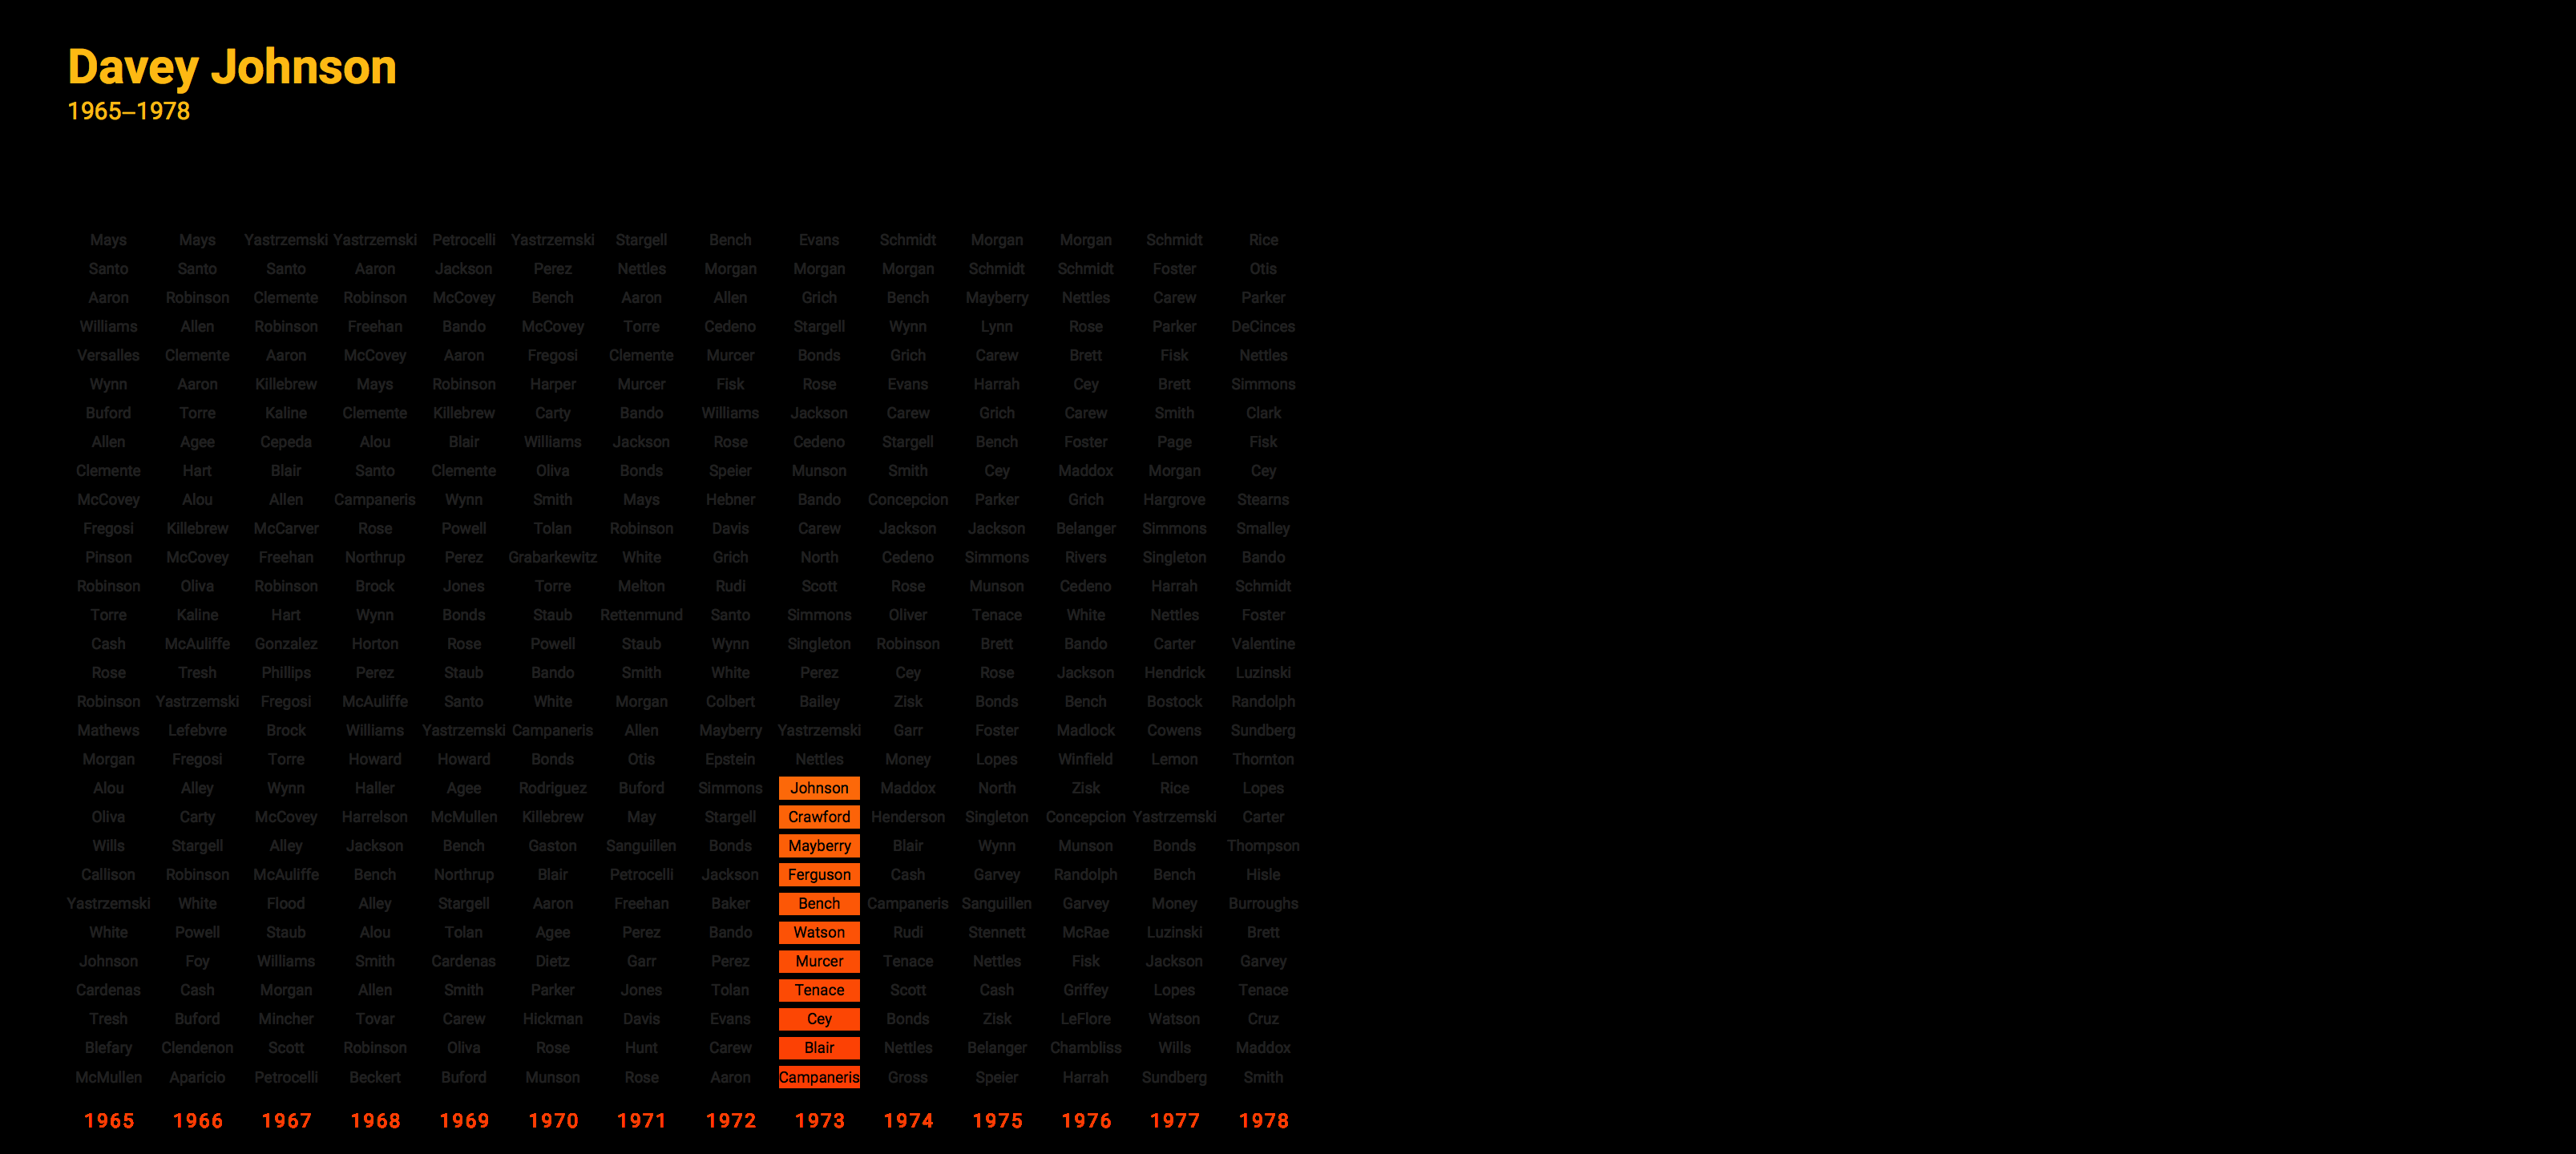 Davey Johnson
1965–1978
Mays Mays Yastrzemski Yastrzemski Petrocelli Yastrzemski Stargell Bench Evans Schmidt Morgan Morgan Schmidt Rice
Santo Santo Santo Aaron Jackson Perez Nettles Morgan Morgan Morgan Schmidt Schmidt Foster Otis
Aaron Robinson Clemente Robinson McCovey Bench Aaron Allen Grich Bench Mayberry Nettles Carew Parker
Williams Allen Robinson Freehan Bando McCovey Torre Cedeno Stargell Wynn Lynn Rose Parker DeCinces
Versalles Clemente Aaron McCovey Aaron Fregosi Clemente Murcer Bonds Grich Carew Brett Fisk Nettles
Wynn Aaron Killebrew Mays Robinson Harper Murcer Fisk Rose Evans Harrah Cey Brett Simmons
Buford Torre Kaline Clemente Killebrew Carty Bando Williams Jackson Carew Grich Carew Smith Clark
Allen Agee Cepeda Alou Blair Williams Jackson Rose Cedeno Stargell Bench Foster Page Fisk
Clemente Hart Blair Santo Clemente Oliva Bonds Speier Munson Smith Cey Maddox Morgan Cey
McCovey Alou Allen Campaneris Wynn Smith Mays Hebner Bando Concepcion Parker Grich Hargrove Stearns
Fregosi Killebrew McCarver Rose Powell Tolan Robinson Davis Carew Jackson Jackson Belanger Simmons Smalley
Pinson McCovey Freehan Northrup Perez Grabarkewitz White Grich North Cedeno Simmons Rivers Singleton Bando
Robinson Oliva Robinson Brock Jones Torre Melton Rudi Scott Rose Munson Cedeno Harrah Schmidt
Torre Kaline Hart Wynn Bonds Staub Rettenmund Santo Simmons Oliver Tenace White Nettles Foster
Cash McAuliffe Gonzalez Horton Rose Powell Staub Wynn Singleton Robinson Brett Bando Carter Valentine
Rose Tresh Phillips Perez Staub Bando Smith White Perez Cey Rose Jackson Hendrick Luzinski
Robinson Yastrzemski Fregosi McAuliffe Santo White Morgan Colbert Bailey Zisk Bonds Bench Bostock Randolph
Mathews Lefebvre Brock Williams Yastrzemski Campaneris Allen Mayberry Yastrzemski Garr Foster Madlock Cowens Sundberg
Morgan Fregosi Torre Howard Howard Bonds Otis Epstein Nettles Money Lopes Winfield Lemon Thornton
Alou Alley Wynn Haller Agee Rodriguez Buford Simmons Johnson Maddox North Zisk Rice Lopes
Oliva Carty McCovey Harrelson McMullen Killebrew May Stargell Crawford Henderson Singleton Concepcion Yastrzemski Carter
Wills Stargell Alley Jackson Bench Gaston Sanguillen Bonds Mayberry Blair Wynn Munson Bonds Thompson
Callison Robinson McAuliffe Bench Northrup Blair Petrocelli Jackson Ferguson Cash Garvey Randolph Bench Hisle
Yastrzemski White Flood Alley Stargell Aaron Freehan Baker Bench Campaneris Sanguillen Garvey Money Burroughs
White Powell Staub Alou Tolan Agee Perez Bando Watson Rudi Stennett McRae Luzinski Brett
Johnson Foy Williams Smith Cardenas Dietz Garr Perez Murcer Tenace Nettles Fisk Jackson Garvey
Cardenas Cash Morgan Allen Smith Parker Jones Tolan Tenace Scott Cash Griffey Lopes Tenace
Tresh Buford Mincher Tovar Carew Hickman Davis Evans Cey Bonds Zisk LeFlore Watson Cruz
Blefary Clendenon Scott Robinson Oliva Rose Hunt Carew Blair Nettles Belanger Chambliss Wills Maddox
McMullen Aparicio Petrocelli Beckert Buford Munson Rose Aaron Campaneris Gross Speier Harrah Sundberg Smith
1965 1966 1967 1968 1969 1970 1971 1972 1973 1974 1975 1976 1977 1978